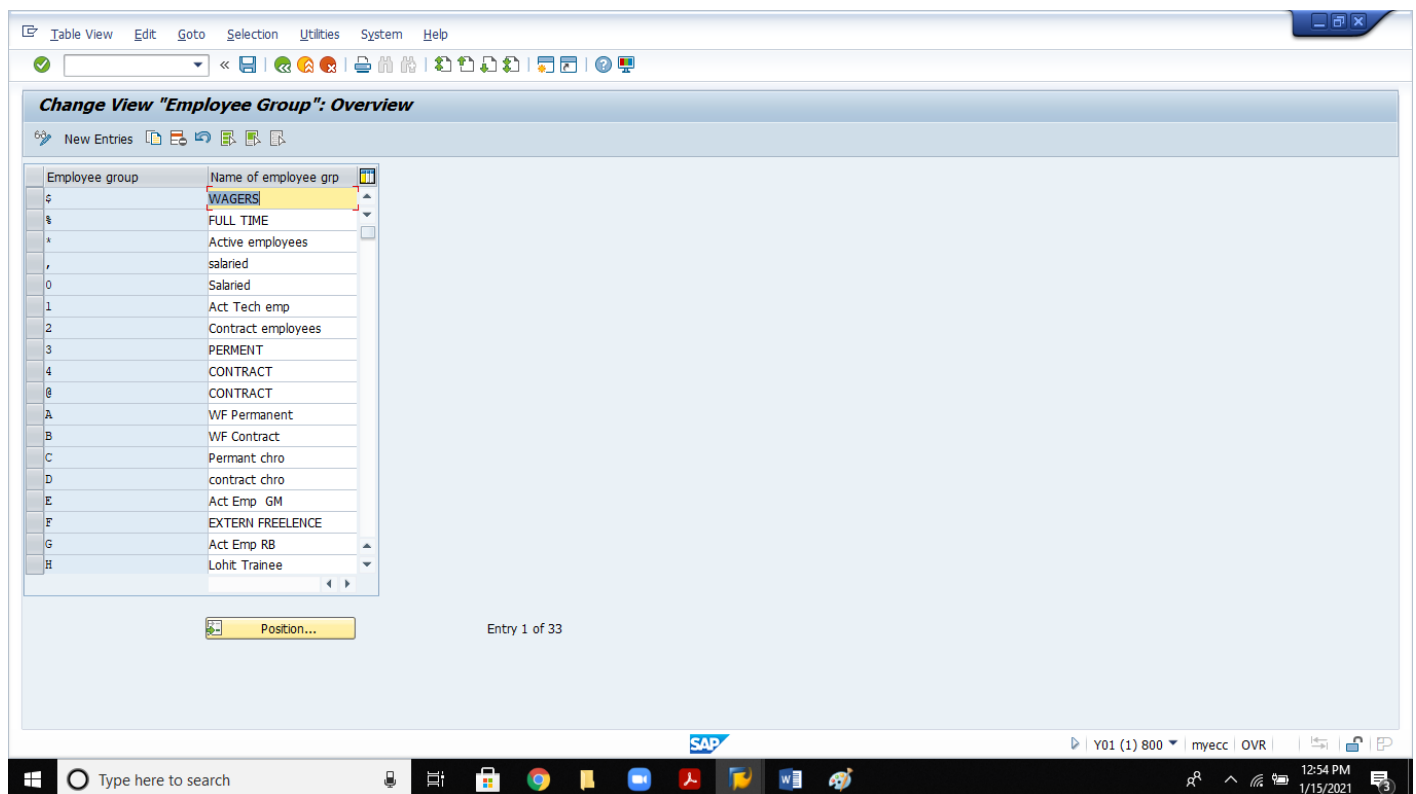 Table View Edit Goto Selection Utilities System Help
Change View "Employee Group": Overview
New Entries
Employee group Name of employee grp
$ WAGERS
% FULL TIME
* Active employees
, salaried
0 Salaried
1 Act Tech emp
2 Contract employees
3 PERMENT
4 CONTRACT
@ CONTRACT
A WF Permanent
B WF Contract
C Permant chro
D contract chro
E Act Emp GM
F EXTERN FREELENCE
G Act Emp RB
H Lohit Trainee
Position... Entry 1 of 33
SAP Y01 (1) 800 myecc OVR
Type here to search 12:54 PM
1/15/2021 3